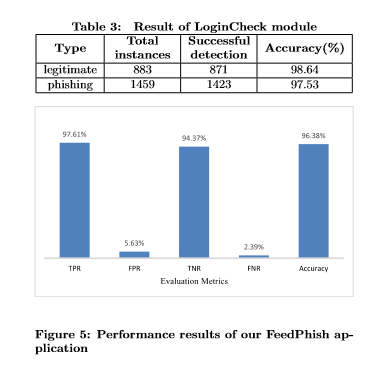 Table 3: Result of LoginCheck module
Type Total instances Successful detection Accuracy(%)
legitimate 883 871 98.64
phishing 1459 1423 97.53
97.61% 5.63% 94.37% 2.39% 96.38%
TPR FPR TNR FNR Accuracy
Evaluation Metrics
Figure 5: Performance results of our FeedPhish ap-
plication